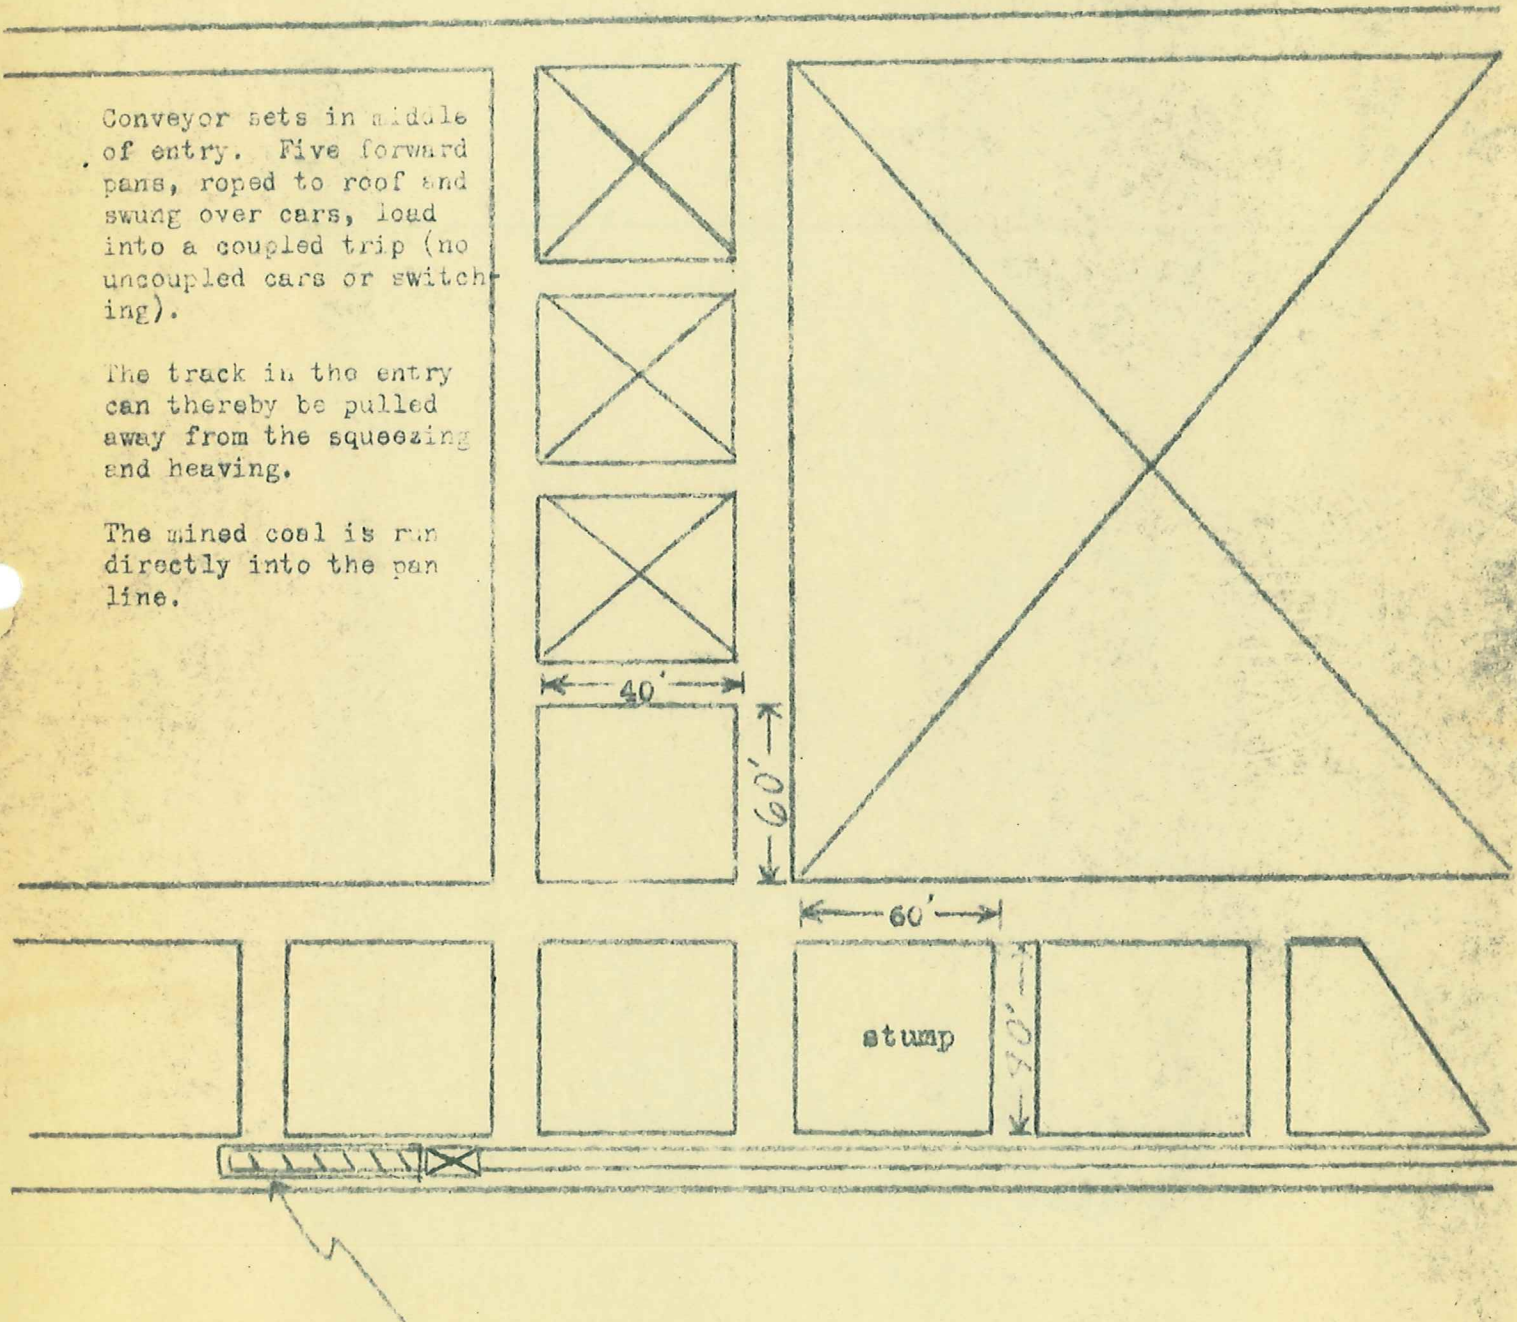 Conveyor sets in middle
of entry. Five forward
pans, roped to roof and
swung over cars, load
into a coupled trip (no
uncoupled cars or switch-
ing).
The track in the entry
can thereby be pulled
away from the squeezing
and heaving.
The mined coal is run
directly into the pan
line.
40'
60'
60'
40'
stump